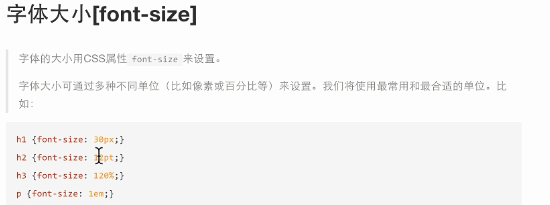 字体大小[font-size]
字体的大小用CSS属性 font-size 来设置。
字体大小可通过多种不同单位（比如像素或百分比等）来设置。我们将使用最常用和最合适的单位。比
如：
h1 {font-size: 30px;}
h2 {font-size: pt;}
h3 {font-size: 120%;}
p {font-size: 1em;}